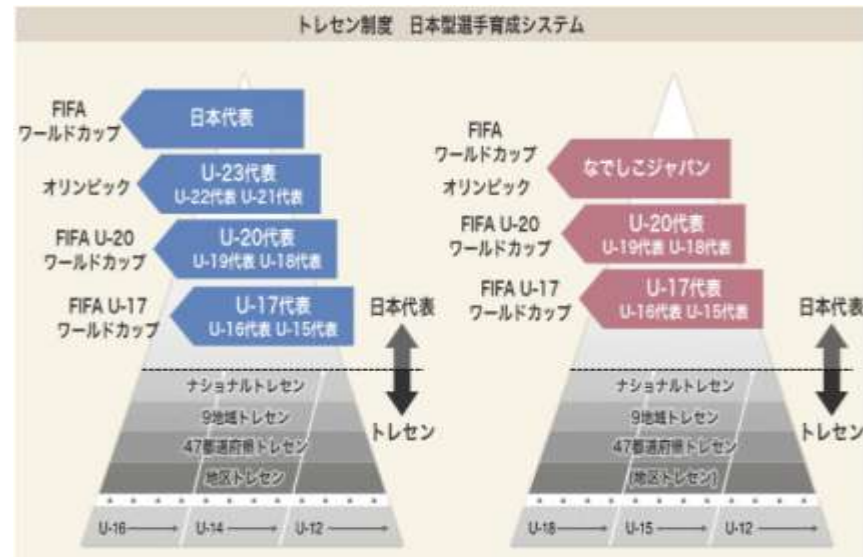 トレセン制度 日本型選手育成システム
FIFA
ワールドカップ
日本代表
オリンピック
U-23代表
U-22代表 U-21代表
FIFA U-20
ワールドカップ
U-20代表
U-19代表 U-18代表
FIFA U-17
ワールドカップ
U-17代表
U-16代表 U-15代表
日本代表
トレセン
ナショナルトレセン
9地域トレセン
47都道府県トレセン
地区トレセン
U-16
U-14
U-12
FIFA
ワールドカップ
オリンピック
なでしこジャパン
FIFA U-20
ワールドカップ
U-20代表
U-19代表 U-18代表
FIFA U-17
ワールドカップ
U-17代表
U-16代表 U-15代表
日本代表
トレセン
ナショナルトレセン
9地域トレセン
47都道府県トレセン
[地区トレセン]
U-18
U-15
U-12